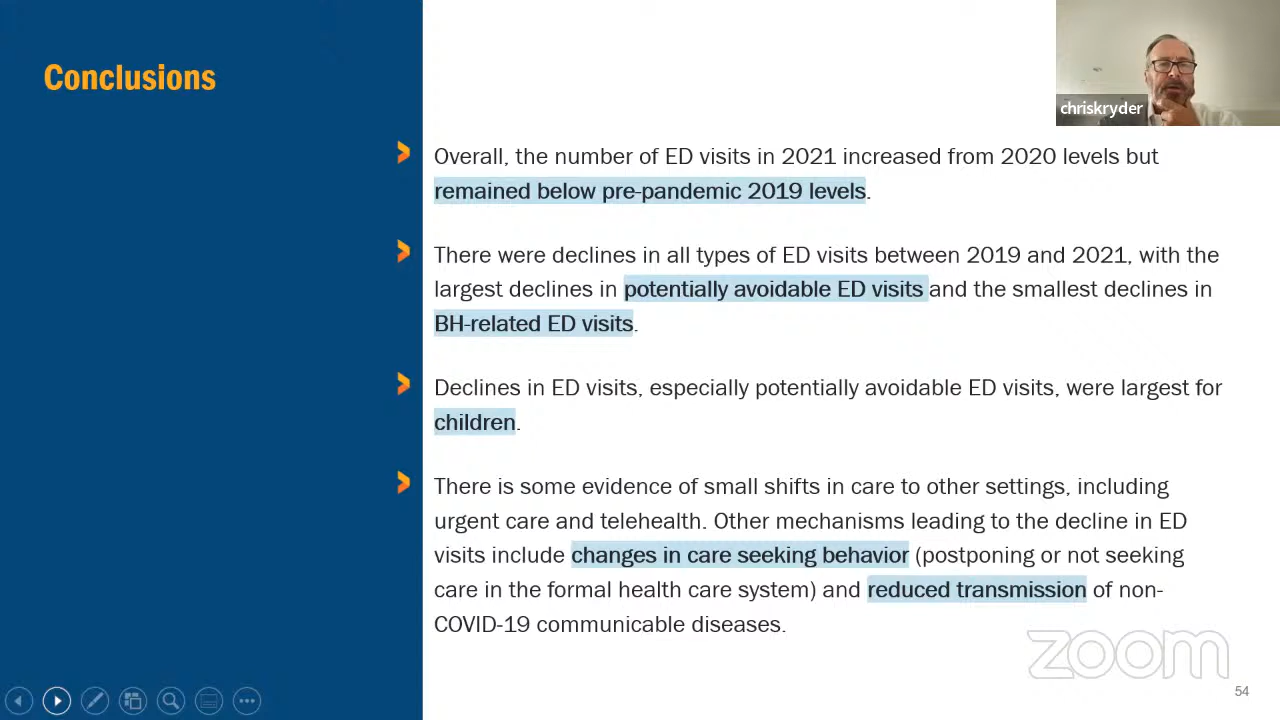 Conclusions
chriskryder
Overall, the number of ED visits in 2021 increased from 2020 levels but
remained below pre-pandemic 2019 levels.
There were declines in all types of ED visits between 2019 and 2021, with the
largest declines in potentially avoidable ED visits and the smallest declines in
BH-related ED visits.
Declines in ED visits, especially potentially avoidable ED visits, were largest for
children.
There is some evidence of small shifts in care to other settings, including
urgent care and telehealth. Other mechanisms leading to the decline in ED
visits include changes in care seeking behavior (postponing or not seeking
care in the formal health care system) and reduced transmission of non-
COVID-19 communicable diseases.
zoom
54